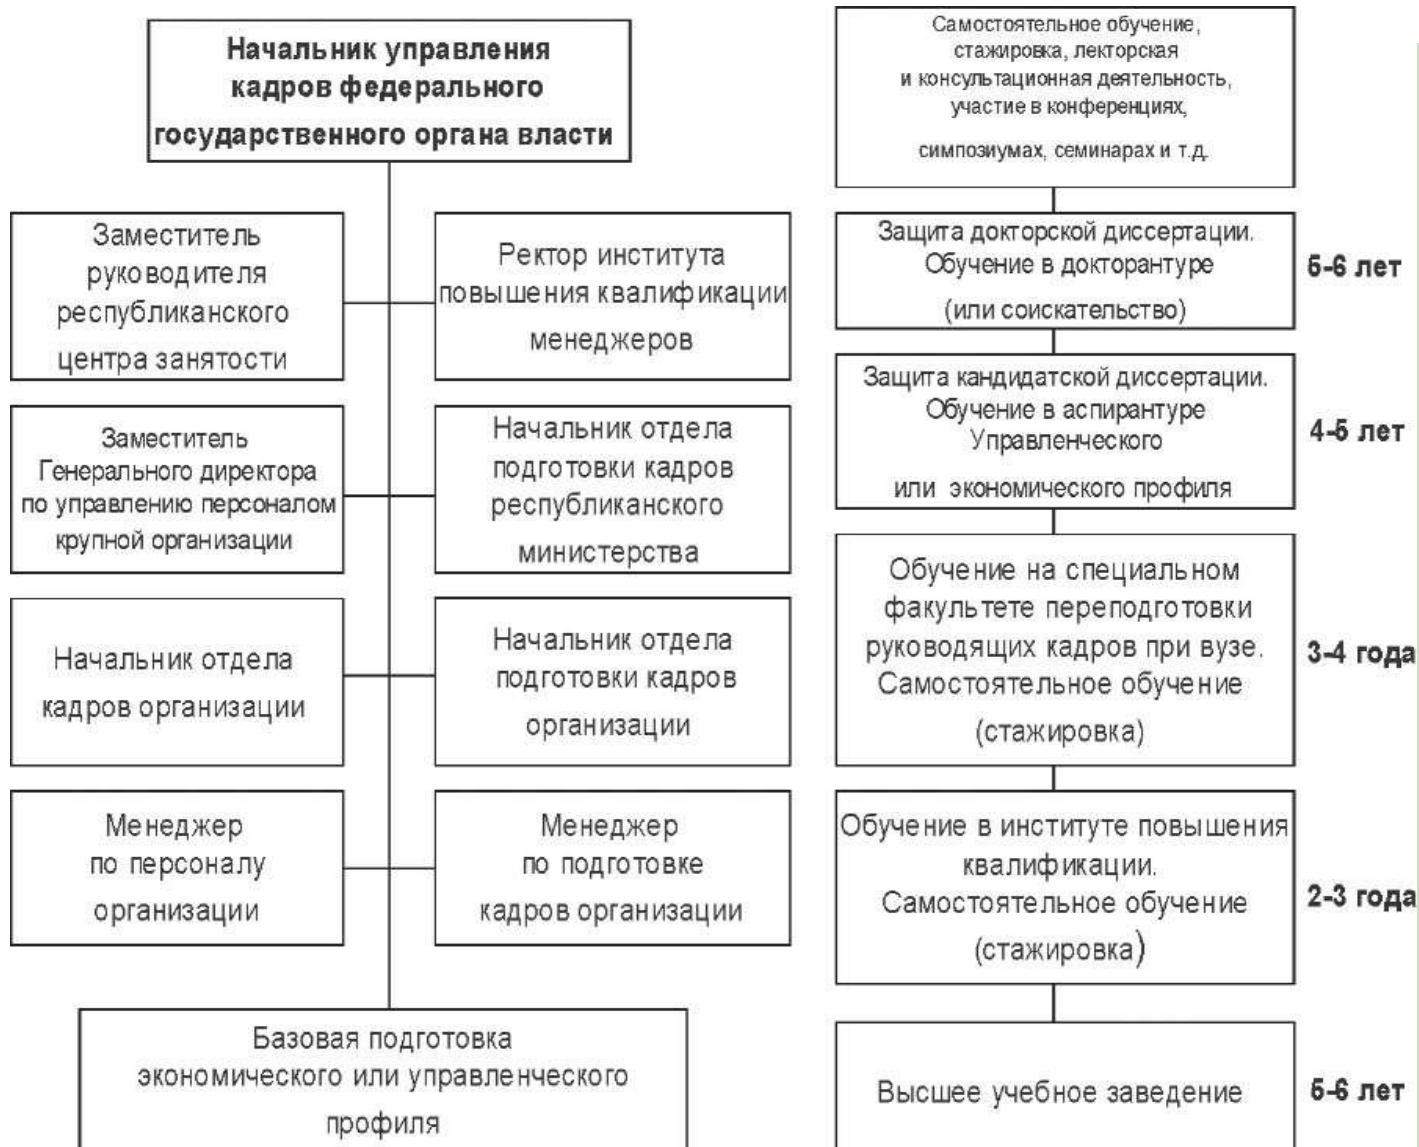 Начальник управления
кадров федерального
государственного органа власти
Заместитель
руководителя
республиканского
центра занятости
Ректор института
повышения квалификации
менеджеров
Заместитель
Генерального директора
по управлению персоналом
крупной организации
Начальник отдела
подготовки кадров
республиканского
министерства
Начальник отдела
кадров организации
Начальник отдела
подготовки кадров
организации
Менеджер
по персоналу
организации
Менеджер
по подготовке
кадров организации
Базовая подготовка
экономического или управленческого
профиля
Самостоятельное обучение,
стажировка, лекторская
и консультационная деятельность,
участие в конференциях,
симпозиумах, семинарах и т.д.
Защита докторской диссертации.
Обучение в докторантуре
(или соискательство)
5-6 лет
Защита кандидатской диссертации.
Обучение в аспирантуре
Управленческого
или экономического профиля
4-5 лет
Обучение на специальном
факультете переподготовки
руководящих кадров при вузе.
Самостоятельное обучение
(стажировка)
3-4 года
Обучение в институте повышения
квалификации.
Самостоятельное обучение
(стажировка)
2-3 года
Высшее учебное заведение
5-6 лет